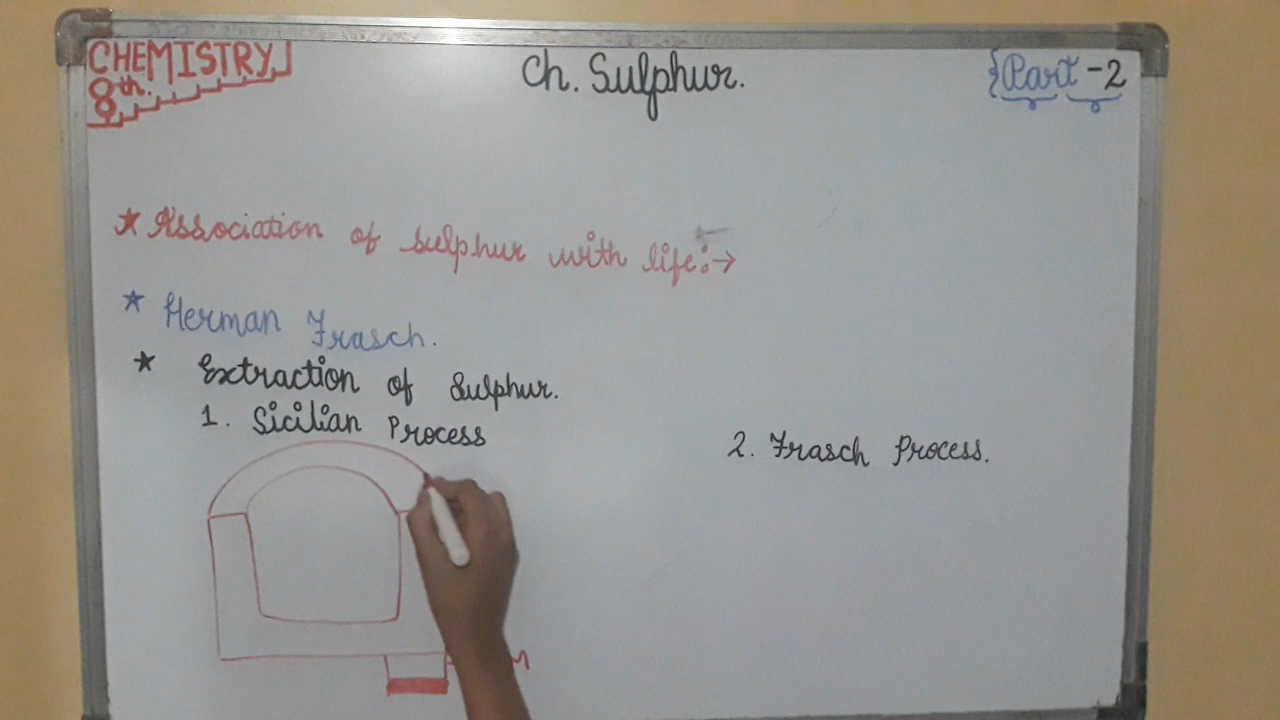 CHEMISTRY
8th.
Ch. Sulphur.
Part-2
★ Association of sulphur with life:→
★ Herman Frasch.
★ Extraction of Sulphur.
1. Sicilian Process
2. Frasch Process.